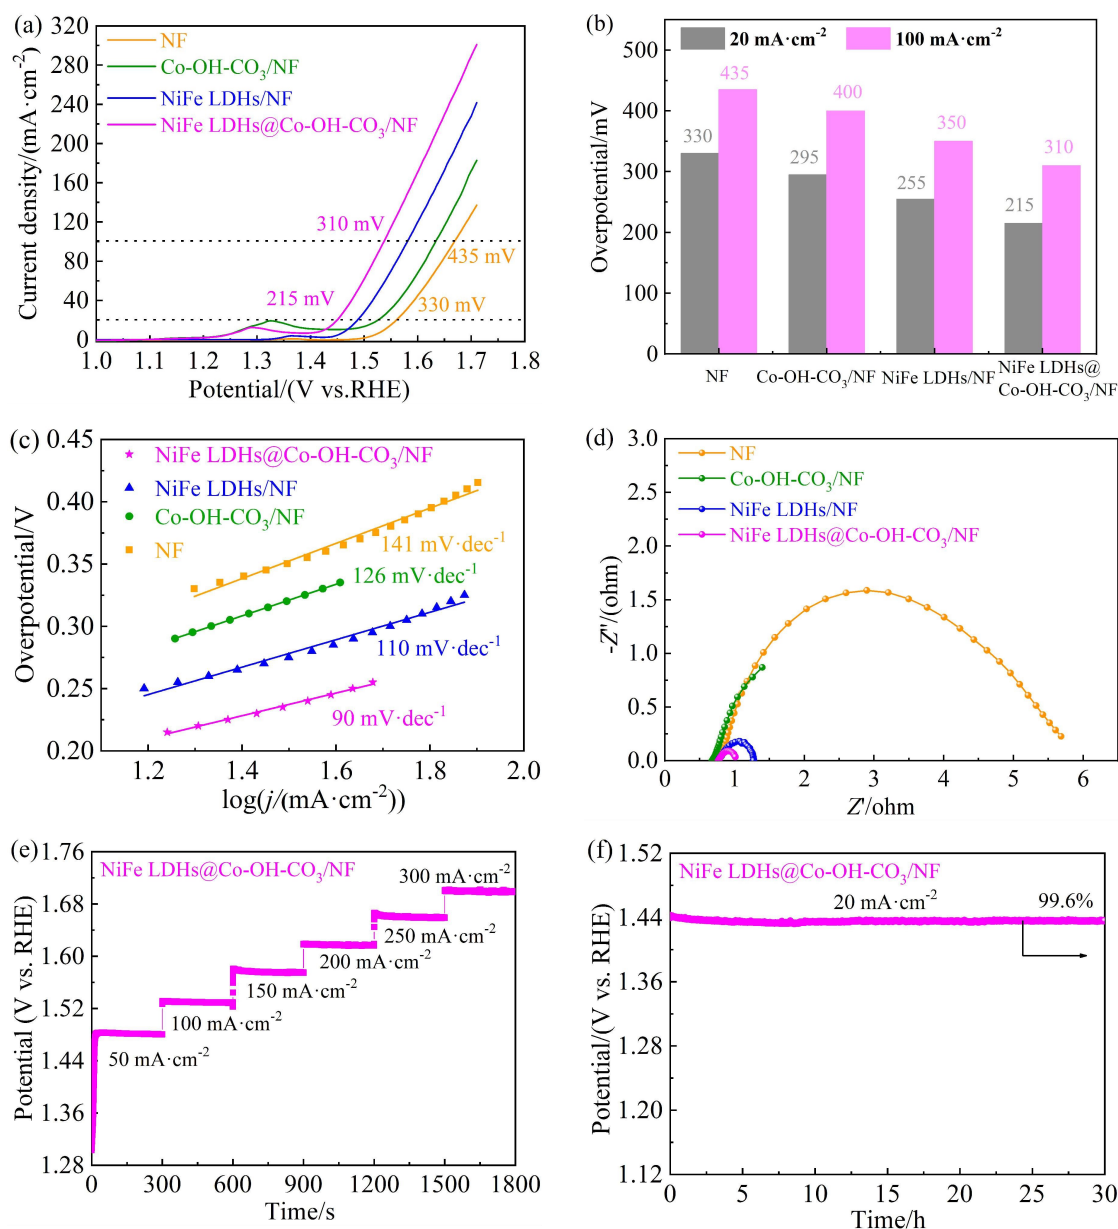 (a)
320
280
240
200
160
120
80
40
0
Current density/(mA·cm⁻²)
NF
Co-OH-CO₃/NF
NiFe LDHs/NF
NiFe LDHs@Co-OH-CO₃/NF
310 mV
435 mV
215 mV
330 mV
1.0 1.1 1.2 1.3 1.4 1.5 1.6 1.7 1.8
Potential/(V vs.RHE)
(b)
500
400
300
200
100
0
Overpotential/mV
20 mA·cm⁻² 100 mA·cm⁻²
330 435 295 400 255 350 215 310
NF Co-OH-CO₃/NF NiFe LDHs/NF NiFe LDHs@
Co-OH-CO₃/NF
(c)
0.45
0.40
0.35
0.30
0.25
0.20
Overpotential/V
NiFe LDHs@Co-OH-CO₃/NF
NiFe LDHs/NF
Co-OH-CO₃/NF
NF
141 mV·dec⁻¹
126 mV·dec⁻¹
110 mV·dec⁻¹
90 mV·dec⁻¹
1.2 1.4 1.6 1.8 2.0
log(j/(mA·cm⁻²))
(d)
3.0
2.5
2.0
1.5
1.0
0.5
0.0
-Z"/(ohm)
NF
Co-OH-CO₃/NF
NiFe LDHs/NF
NiFe LDHs@Co-OH-CO₃/NF
0 1 2 3 4 5 6
Z'/ohm
(e)
1.76
1.68
1.60
1.52
1.44
1.36
1.28
Potential (V vs. RHE)
NiFe LDHs@Co-OH-CO₃/NF
300 mA·cm⁻²
250 mA·cm⁻²
200 mA·cm⁻²
150 mA·cm⁻²
100 mA·cm⁻²
50 mA·cm⁻²
0 300 600 900 1200 1500 1800
Time/s
(f)
1.52
1.44
1.36
1.28
1.20
1.12
Potential/(V vs. RHE)
NiFe LDHs@Co-OH-CO₃/NF
20 mA·cm⁻² 99.6%
0 5 10 15 20 25 30
Time/h